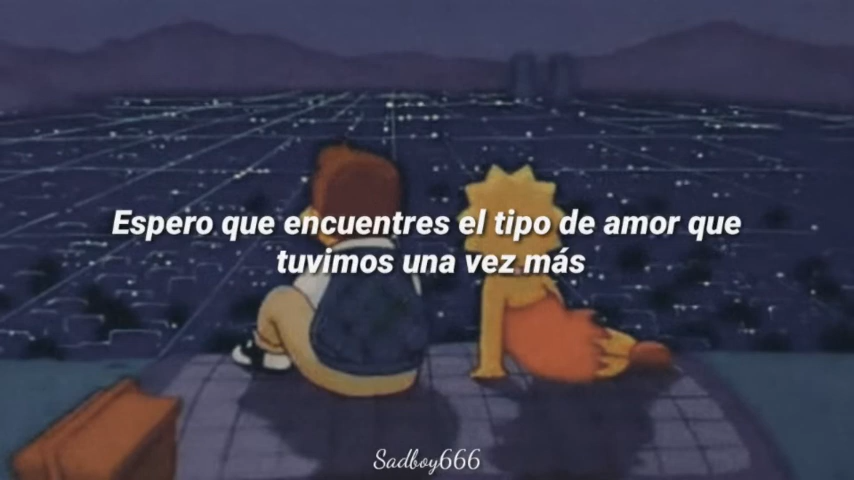 Espero que encuentres el tipo de amor que
tuvimos una vez más
Sadboy666